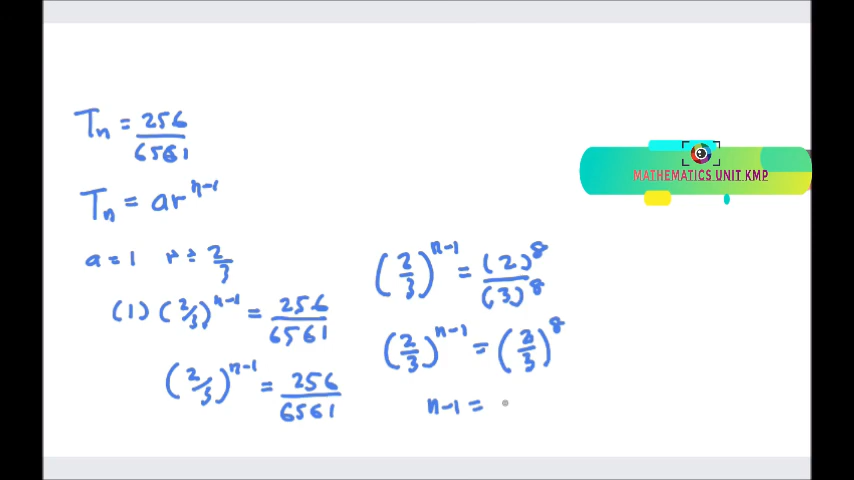 Tn = 256/6561
Tn = ar^n-1
a = 1 r = 2/3
(1) (2/3)^n-1 = 256/6561
(2/3)^n-1 = 256/6561
(2/3)^n-1 = (2)^8/(3)^8
(2/3)^n-1 = (2/3)^8
n-1 =
MATHEMATICS UNIT KMP